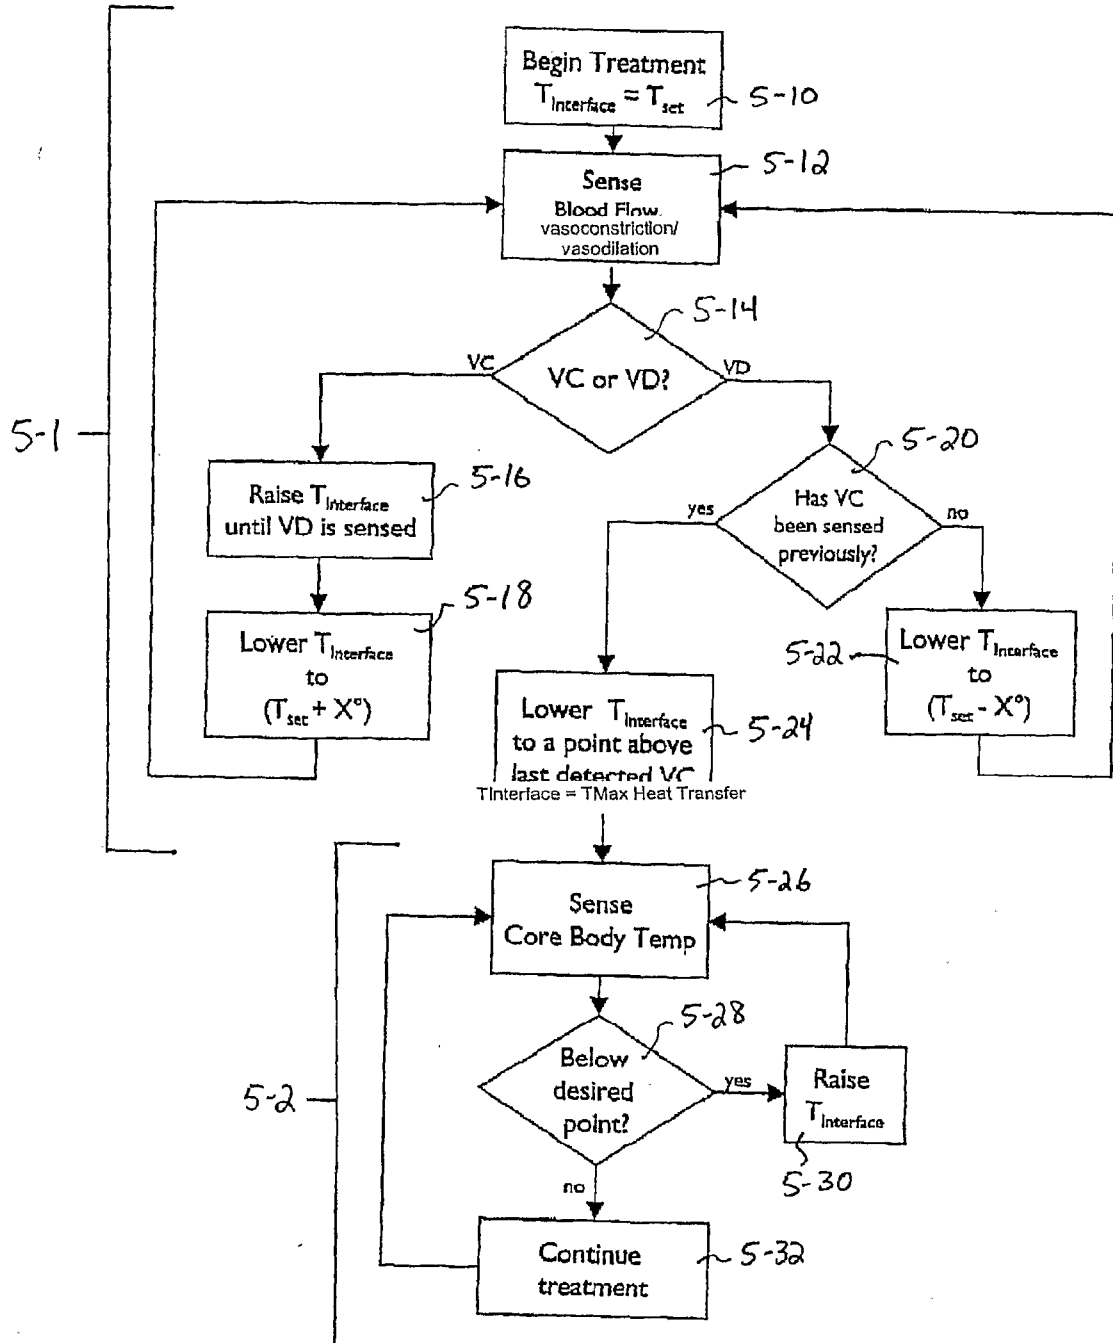 Begin Treatment
TInterface = Tset
5-10
5-12
Sense
Blood Flow,
vasoconstriction/
vasodilation
5-14
VC
VC or VD?
VD
5-1
5-20
5-16
Raise TInterface
until VD is sensed
yes
Has VC
been sensed
previously?
no
5-18
Lower TInterface
to
(Tset + X°)
5-22
Lower TInterface
to
(Tset - X°)
Lower TInterface
to a point above
last detected VC
5-24
TInterface = TMax Heat Transfer
5-26
Sense
Core Body Temp
5-28
Below
desired
point?
yes
Raise
TInterface
5-2
5-30
no
Continue
treatment
5-32